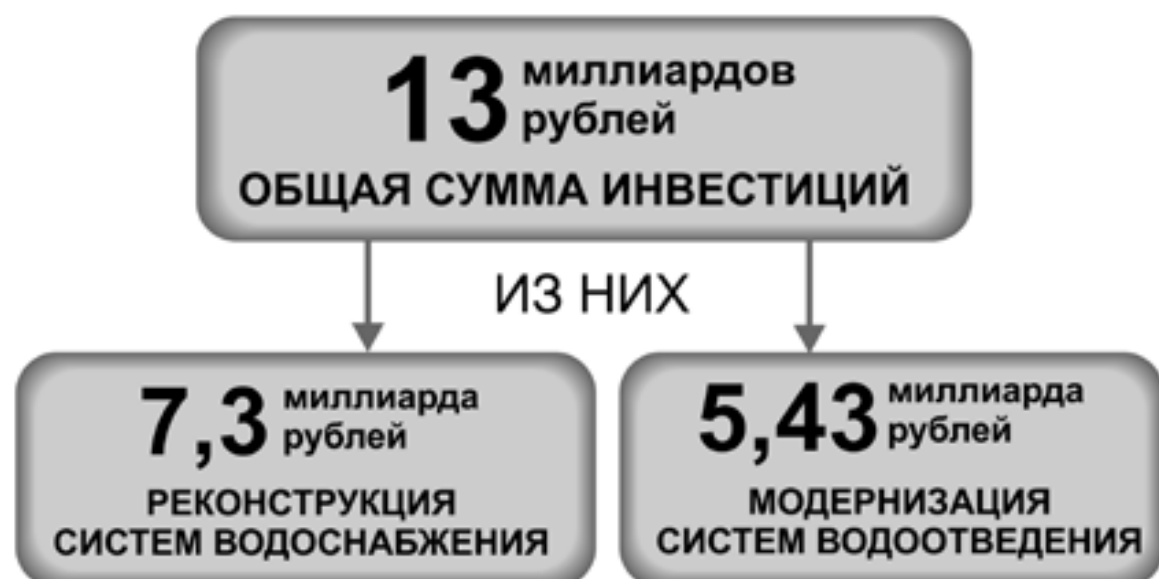 13 миллиардов
рублей
ОБЩАЯ СУММА ИНВЕСТИЦИЙ
ИЗ НИХ
7,3 миллиарда
рублей
РЕКОНСТРУКЦИЯ
СИСТЕМ ВОДОСНАБЖЕНИЯ
5,43 миллиарда
рублей
МОДЕРНИЗАЦИЯ
СИСТЕМ ВОДООТВЕДЕНИЯ